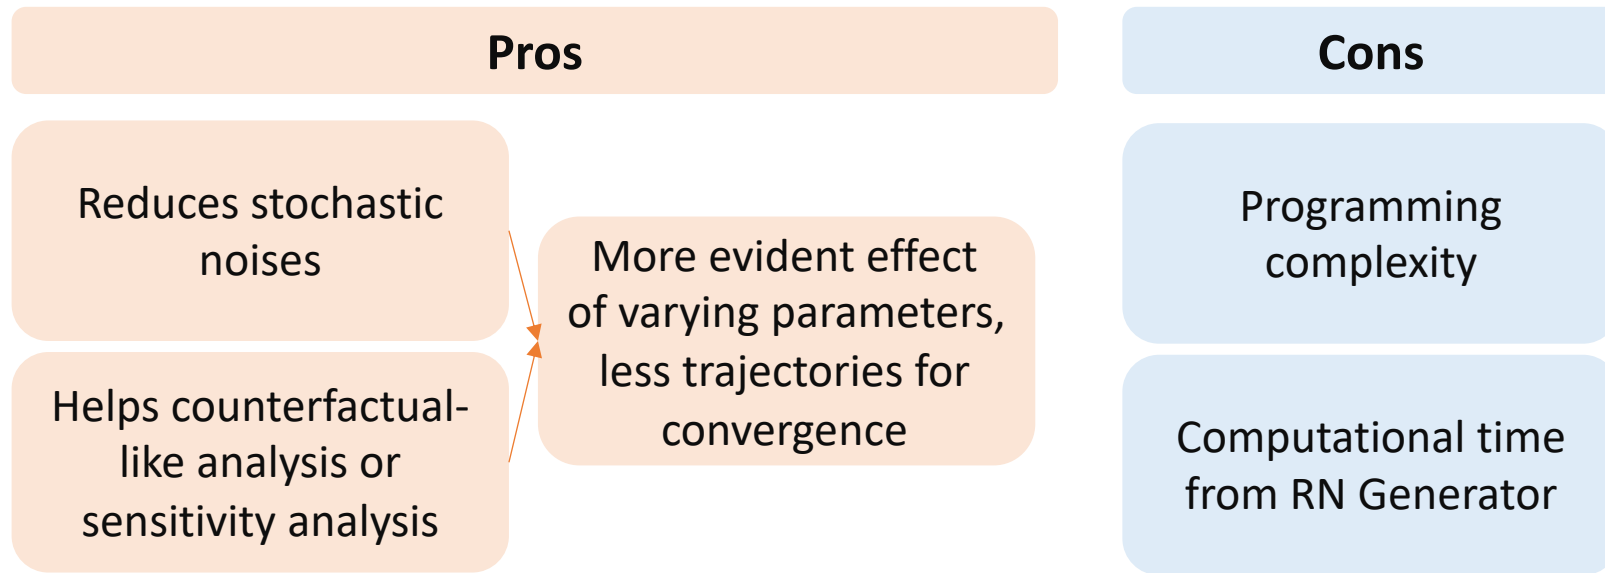 Pros
Reduces stochastic
noises
Helps counterfactual-
like analysis or
sensitivity analysis
More evident effect
of varying parameters,
less trajectories for
convergence
Cons
Programming
complexity
Computational time
from RN Generator